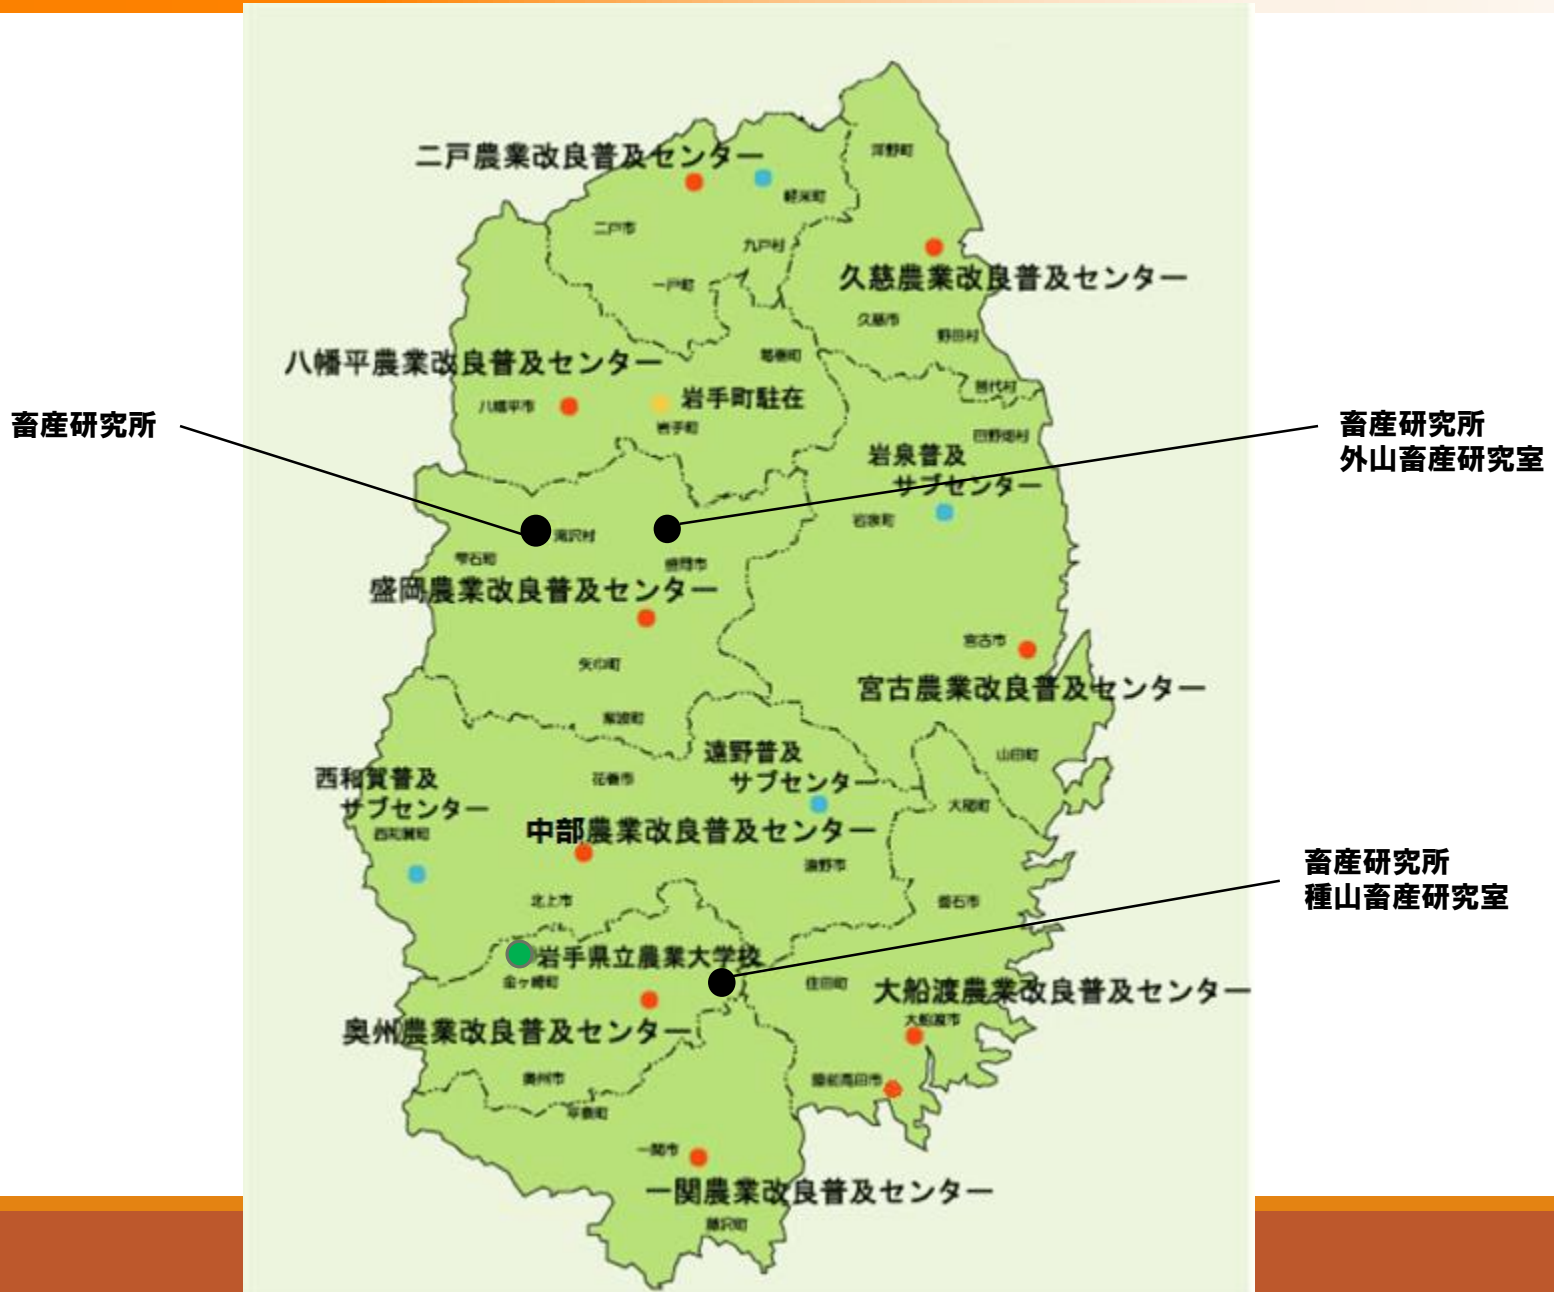 二戸農業改良普及センター
洋野町
軽米町
二戸市
九戸村
一戸町
久慈農業改良普及センター
久慈市
野田村
八幡平農業改良普及センター
葛巻町
普代村
八幡平市
岩手町駐在
岩手町
田野畑村
畜産研究所
畜産研究所
外山畜産研究室
岩泉普及
サブセンター
岩泉町
滝沢村
雫石町
盛岡市
盛岡農業改良普及センター
宮古市
矢巾町
宮古農業改良普及センター
紫波町
遠野普及
サブセンター
山田町
西和賀普及
サブセンター
花巻市
大槌町
西和賀町
中部農業改良普及センター
遠野市
畜産研究所
種山畜産研究室
北上市
釜石市
岩手県立農業大学校
金ヶ崎町
住田町
大船渡農業改良普及センター
大船渡市
奥州農業改良普及センター
奥州市
陸前高田市
平泉町
一関市
一関農業改良普及センター
藤沢町